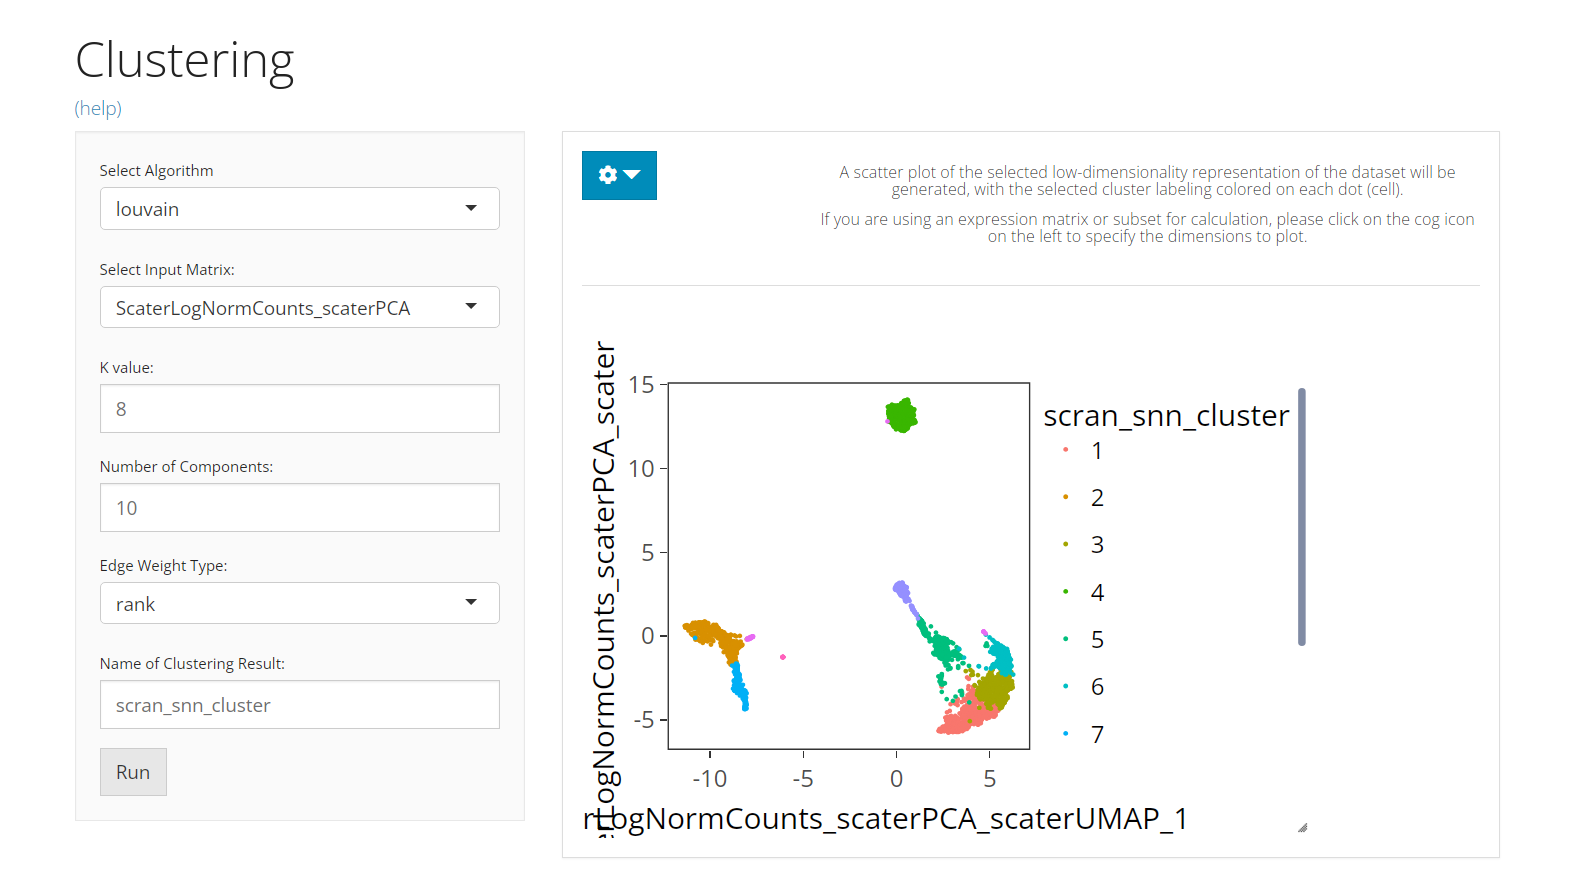 Clustering
(help)
Select Algorithm
louvain
Select Input Matrix:
ScaterLogNormCounts_scaterPCA
K value:
8
Number of Components:
10
Edge Weight Type:
rank
Name of Clustering Result:
scran_snn_cluster
Run
A scatter plot of the selected low-dimensionality representation of the dataset will be
generated, with the selected cluster labeling colored on each dot (cell).
If you are using an expression matrix or subset for calculation, please click on the cog icon
on the left to specify the dimensions to plot.
rLogNormCounts_scaterPCA_scater
15
10
5
0
-5
-10
-5
0
5
rLogNormCounts_scaterPCA_scaterUMAP_1
scran_snn_cluster
1
2
3
4
5
6
7